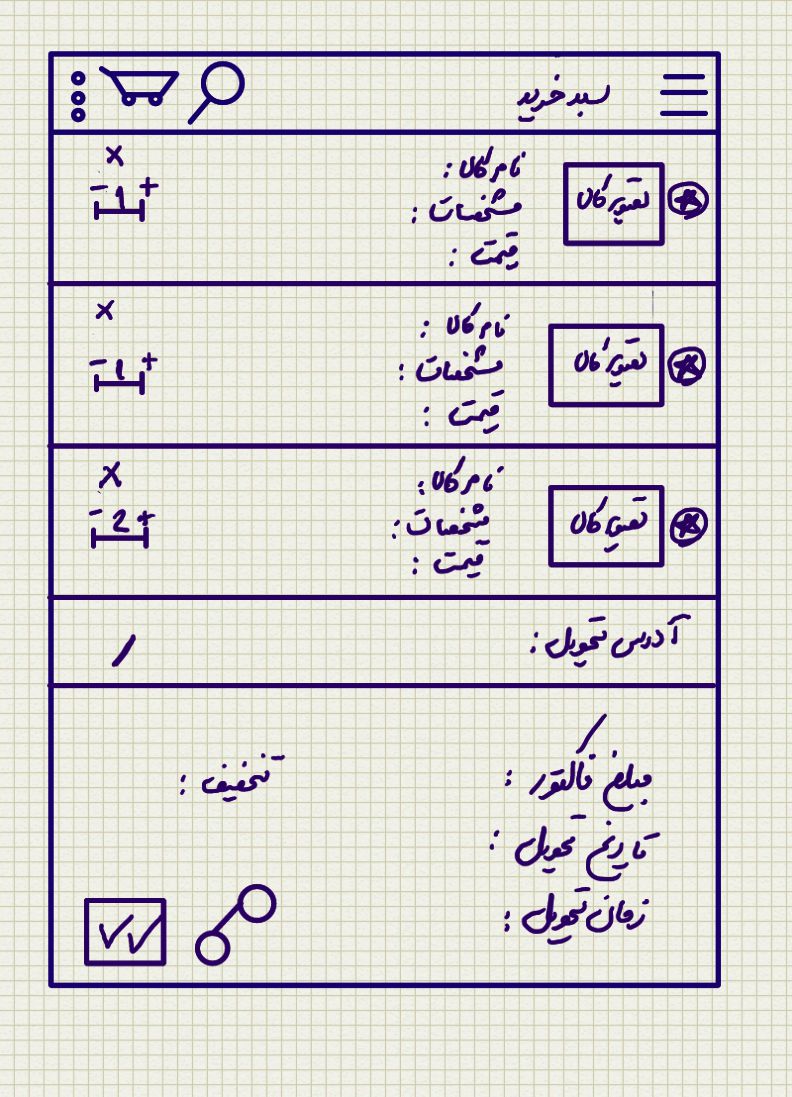 سبد خرید
×
نام کالا :
- 1 +
تصویر کالا
مشخصات :
قیمت :
×
نام کالا :
- 1 +
تصویر کالا
مشخصات :
قیمت :
×
نام کالا :
- 2 +
تصویر کالا
مشخصات :
قیمت :
آدرس تحویل :
مبلغ فاکتور :
تخفیف :
تاریخ تحویل :
زمان تحویل :